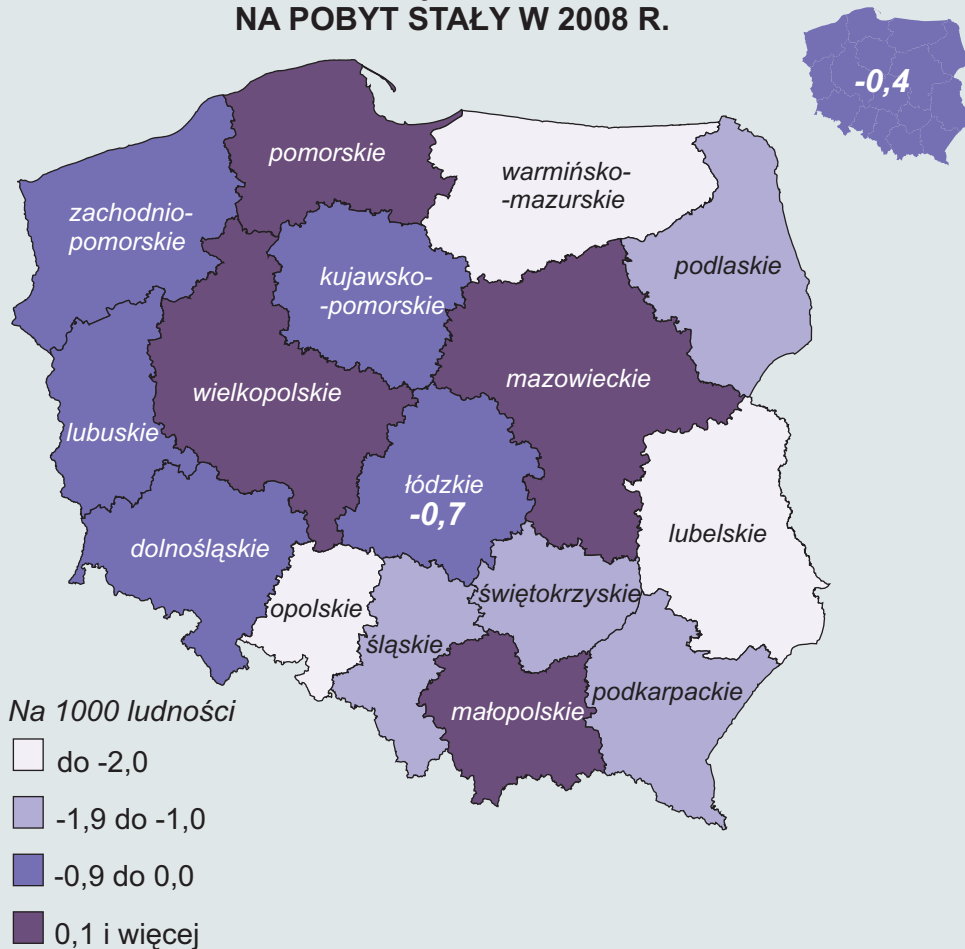 NA POBYT STAŁY W 2008 R.
-0,4
pomorskie
warmińsko-
-mazurskie
zachodnio-
pomorskie
podlaskie
kujawsko-
-pomorskie
mazowieckie
wielkopolskie
lubuskie
łódzkie
-0,7
lubelskie
dolnośląskie
świętokrzyskie
opolskie
śląskie
podkarpackie
małopolskie
Na 1000 ludności
do -2,0
-1,9 do -1,0
-0,9 do 0,0
0,1 i więcej